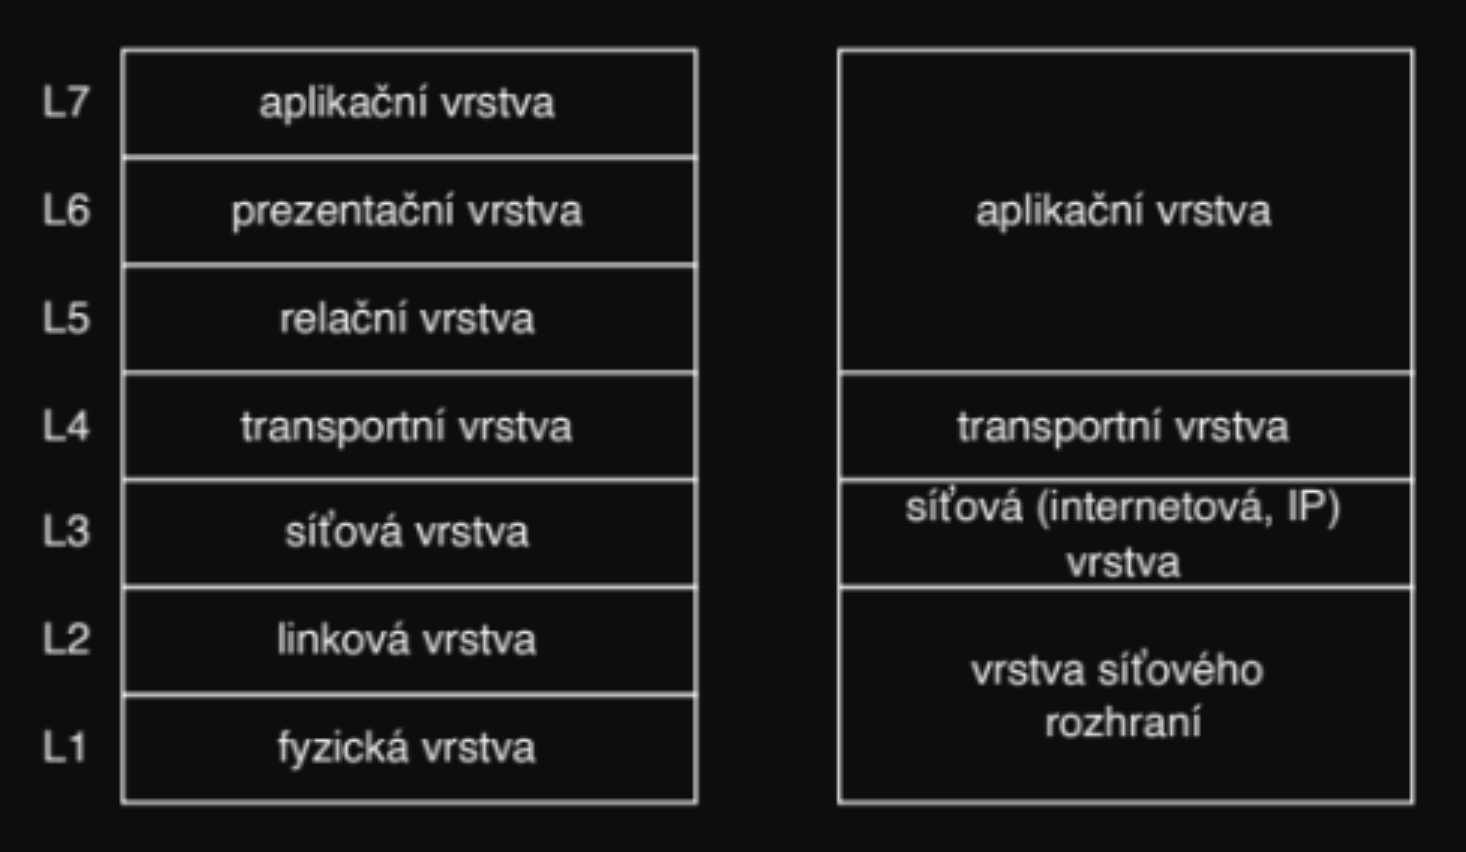 L7
aplikační vrstva
L6
prezentační vrstva
aplikační vrstva
L5
relační vrstva
L4
transportní vrstva
transportní vrstva
L3
síťová vrstva
síťová (internetová, IP)
vrstva
L2
linková vrstva
vrstva síťového
rozhraní
L1
fyzická vrstva